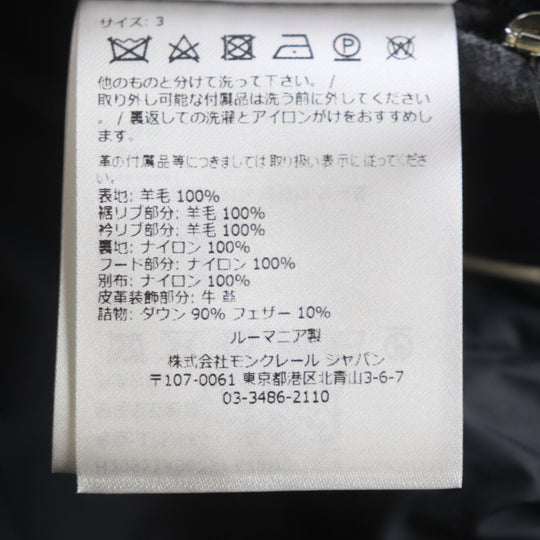 サイズ: 3
他のものと分けて洗って下さい。/
取り外し可能な付属品は洗う前に外してください
。/ 裏返しての洗濯とアイロンがけをおすすめし
ます。
革の付属品等につきましては取り扱い表示に従ってくださ
い。
表地: 羊毛 100%
裾リブ部分: 羊毛 100%
衿リブ部分: 羊毛 100%
裏地: ナイロン 100%
フード部分: ナイロン 100%
別布: ナイロン 100%
皮革装飾部分: 牛 革
詰物: ダウン 90% フェザー 10%
ルーマニア製
株式会社モンクレール ジャパン
〒107-0061 東京都港区北青山3-6-7
03-3486-2110